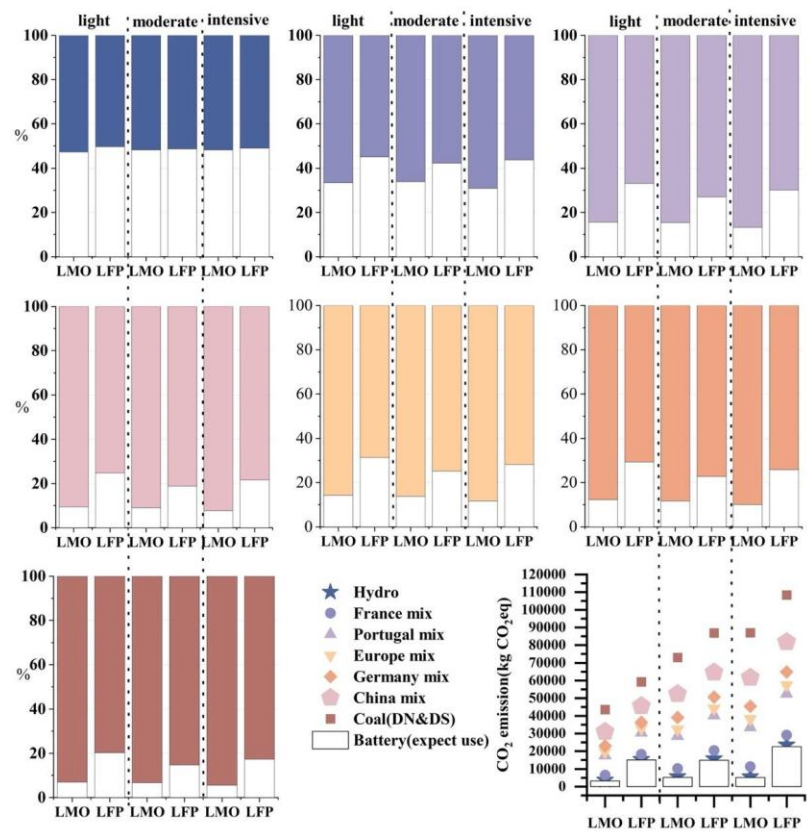 light moderate intensive
light moderate intensive
light moderate intensive
100
80
60
40
20
0
%
LMO LFP LMO LFP LMO LFP
100
80
60
40
20
0
LMO LFP LMO LFP LMO LFP
100
80
60
40
20
0
LMO LFP LMO LFP LMO LFP
100
80
60
40
20
0
%
LMO LFP LMO LFP LMO LFP
100
80
60
40
20
0
LMO LFP LMO LFP LMO LFP
100
80
60
40
20
0
LMO LFP LMO LFP LMO LFP
100
80
60
40
20
0
%
LMO LFP LMO LFP LMO LFP
Hydro
France mix
Portugal mix
Europe mix
Germany mix
China mix
Coal(DN&DS)
Battery(expect use)
CO₂ emission(kg CO₂eq)
120000
110000
100000
90000
80000
70000
60000
50000
40000
30000
20000
10000
0
LMO LFP LMO LFP LMO LFP